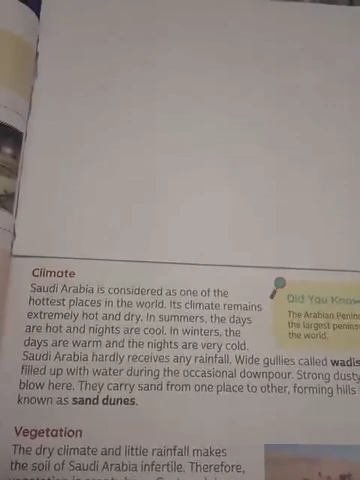 Climate
Saudi Arabia is considered as one of the
hottest places in the world. Its climate remains
extremely hot and dry. In summers, the days
are hot and nights are cool. In winters, the
days are warm and the nights are very cold.
Saudi Arabia hardly receives any rainfall. Wide gullies called wadis
filled up with water during the occasional downpour. Strong dusty
blow here. They carry sand from one place to other, forming hills
known as sand dunes.
Did You Know
The Arabian Penin
the largest penins
the world.
Vegetation
The dry climate and little rainfall makes
the soil of Saudi Arabia infertile. Therefore,